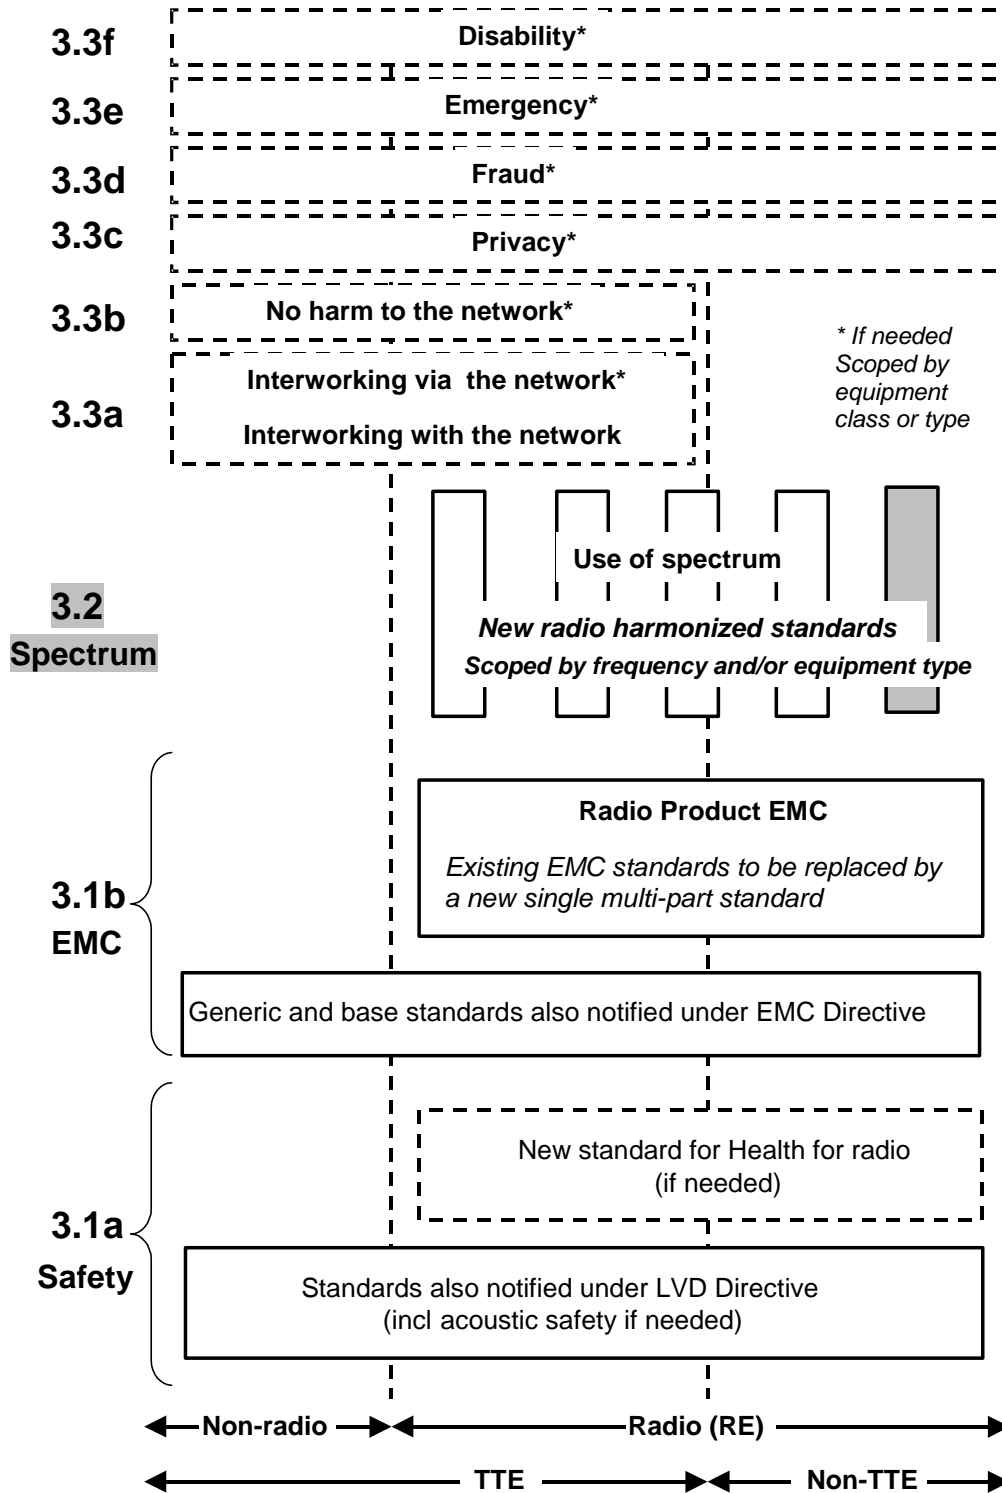 3.3f
Disability*
3.3e
Emergency*
3.3d
Fraud*
3.3c
Privacy*
3.3b
No harm to the network*
* If needed
Scoped by
equipment
class or type
3.3a
Interworking via the network*
Interworking with the network
3.2
Spectrum
Use of spectrum
New radio harmonized standards
Scoped by frequency and/or equipment type
3.1b
EMC
Radio Product EMC
Existing EMC standards to be replaced by
a new single multi-part standard
Generic and base standards also notified under EMC Directive
3.1a
Safety
New standard for Health for radio
(if needed)
Standards also notified under LVD Directive
(incl acoustic safety if needed)
Non-radio
Radio (RE)
TTE
Non-TTE